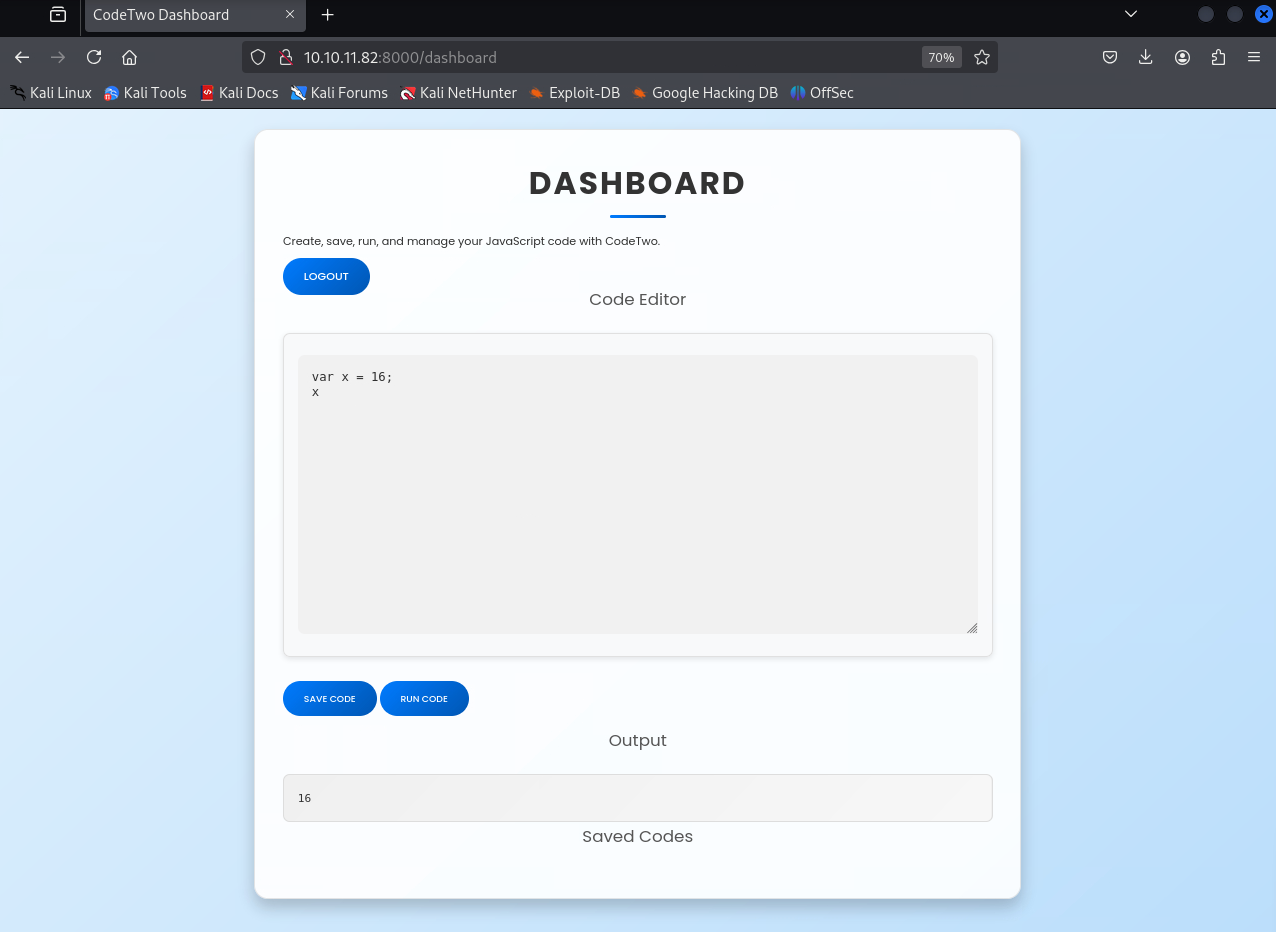 CodeTwo Dashboard
10.10.11.82:8000/dashboard
70%
Kali Linux Kali Tools Kali Docs Kali Forums Kali NetHunter Exploit-DB Google Hacking DB OffSec
DASHBOARD
Create, save, run, and manage your JavaScript code with CodeTwo.
LOGOUT
Code Editor
var x = 16;
x
SAVE CODE RUN CODE
Output
16
Saved Codes